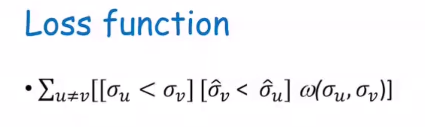 Loss function
• ∑u≠v[[σu < σv] [σ̂v < σ̂u] ω(σu, σv)]